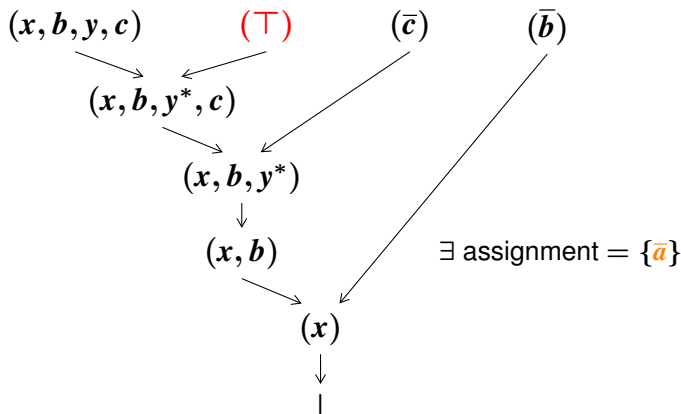 (x, b, y, c) (⊤) (c̅) (b̅)
(x, b, y*, c)
(x, b, y*)
(x, b) ∃ assignment = {a̅}
(x)
|